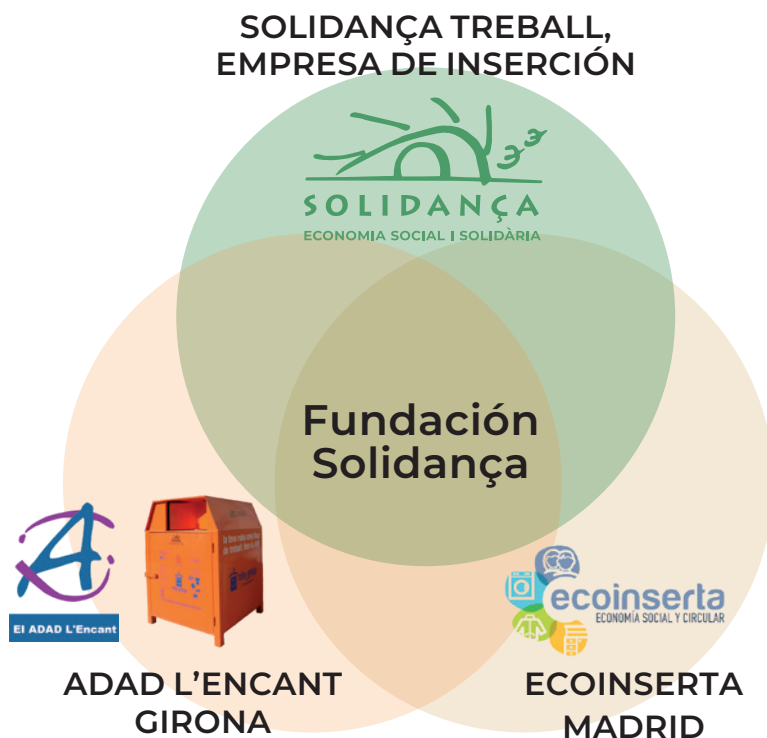 SOLIDANÇA TREBALL,
EMPRESA DE INSERCIÓN
SOLIDANÇA
ECONOMIA SOCIAL I SOLIDÀRIA
Fundación
Solidança
El ADAD L'Encant
ecoinserta
ECONOMÍA SOCIAL Y CIRCULAR
ADAD L’ENCANT
GIRONA
ECOINSERTA
MADRID